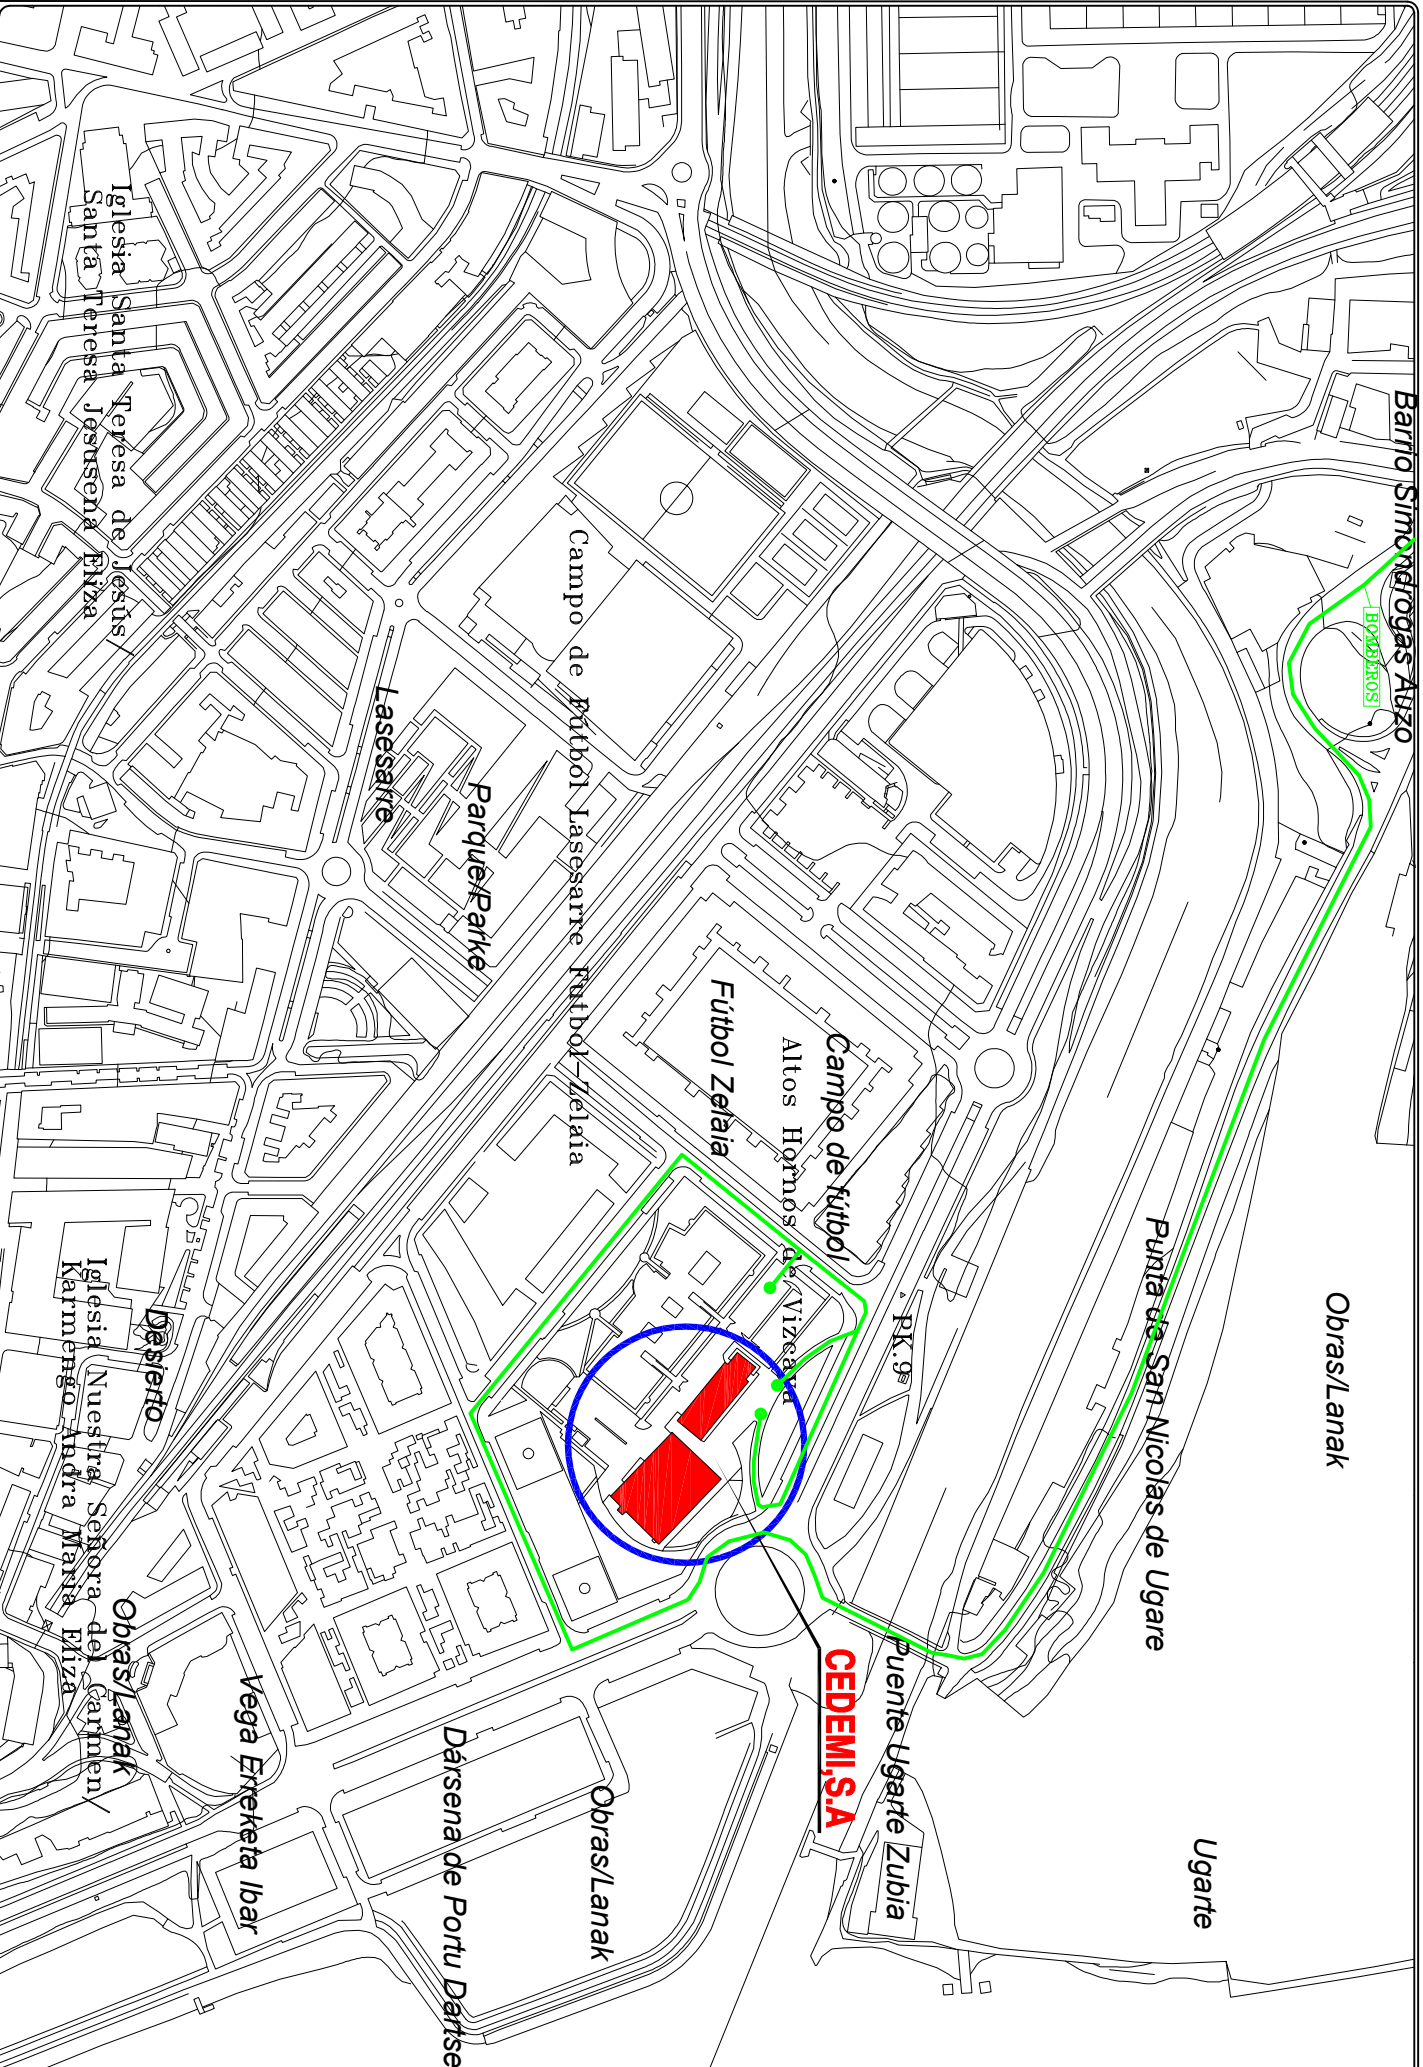 Barrio Simondrogas Auzo
BOMBEROS
Obras/Lanak
Ugarte
Punta de San Nicolas de Ugare
PK.9
Puente Ugarte Zubia
Campo de fútbol
Altos Hornos de Vizcaya
CEDEMI,S.A
Fútbol Zelaia
Campo de Fútbol Lasesarre Futbol-Zelaia
Obras/Lanak
Parque/Parke
Lasesarre
Dársena de Portu Dartse
Vega Erreketa Ibar
Desierto
Obras/Lanak
Iglesia Santa Teresa de Jesús/
Santa Teresa Jesusena Eliza
Iglesia Nuestra Señora del Carmen/
Karmengo Andra Maria Eliza